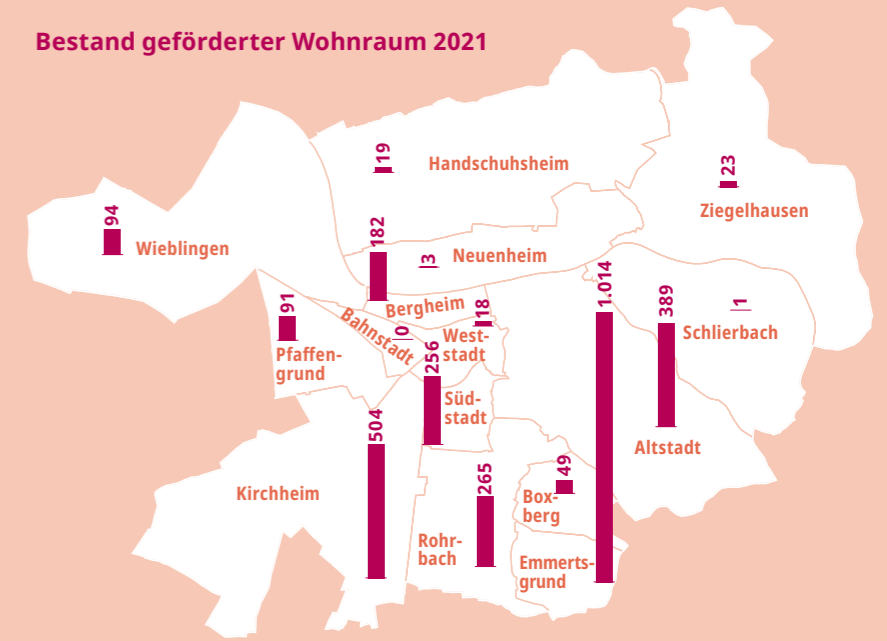 Bestand geförderter Wohnraum 2021
19
Handschuhsheim
23
Ziegelhausen
94
Wieblingen
182
3
Neuenheim
Bergheim
91
Pfaffen-
grund
Bahnstadt
0
18
West-
stadt
1.014
389
1
Schlierbach
256
Süd-
stadt
504
Kirchheim
265
Rohr-
bach
49
Box-
berg
Altstadt
Emmerts-
grund